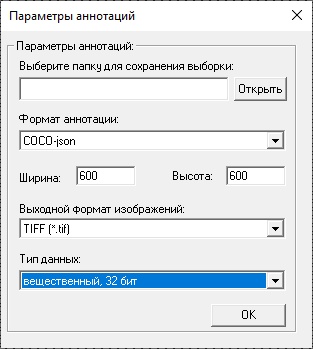 Параметры аннотаций
Параметры аннотаций:
Выберите папку для сохранения выборки:
Открыть
Формат аннотации:
COCO-json
Ширина: 600 Высота: 600
Выходной формат изображений:
TIFF (*.tif)
Тип данных:
вещественный, 32 бит
OK